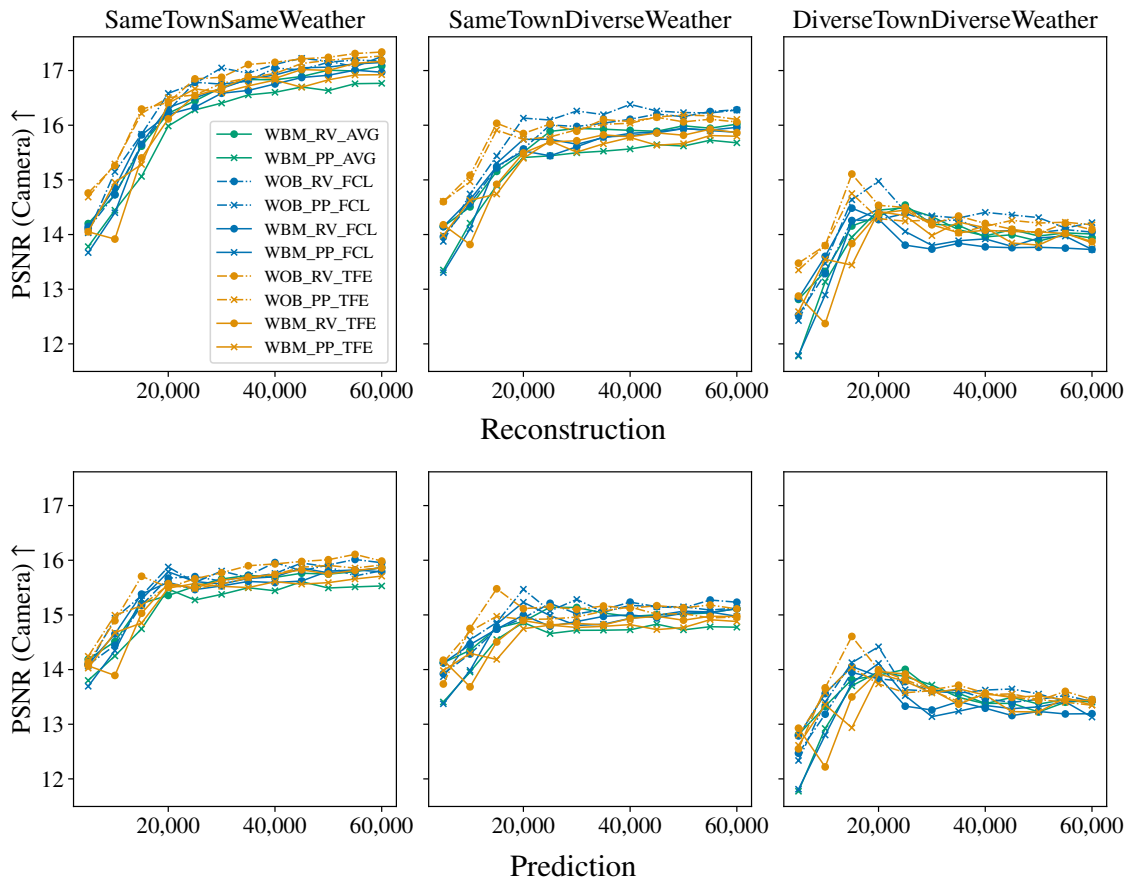 SameTownSameWeather
SameTownDiverseWeather
DiverseTownDiverseWeather
PSNR (Camera) ↑
17
16
15
14
13
12
WBM_RV_AVG
WBM_PP_AVG
WOB_RV_FCL
WOB_PP_FCL
WBM_RV_FCL
WBM_PP_FCL
WOB_RV_TFE
WOB_PP_TFE
WBM_RV_TFE
WBM_PP_TFE
20,000 40,000 60,000
20,000 40,000 60,000
20,000 40,000 60,000
Reconstruction
PSNR (Camera) ↑
17
16
15
14
13
12
20,000 40,000 60,000
20,000 40,000 60,000
20,000 40,000 60,000
Prediction